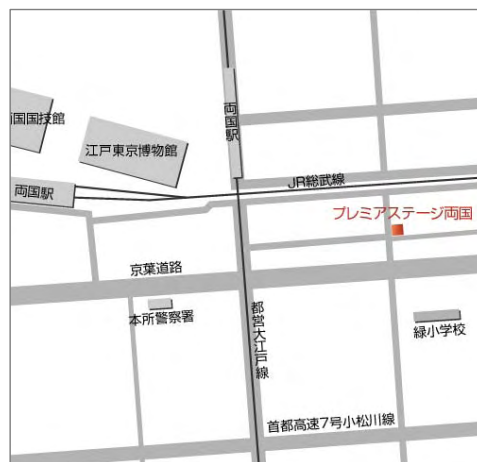 両国駅
両国国技館
江戸東京博物館
JR総武線
両国駅
プレミアステージ両国
京葉道路
本所警察署
都営大江戸線
緑小学校
首都高速7号小松川線